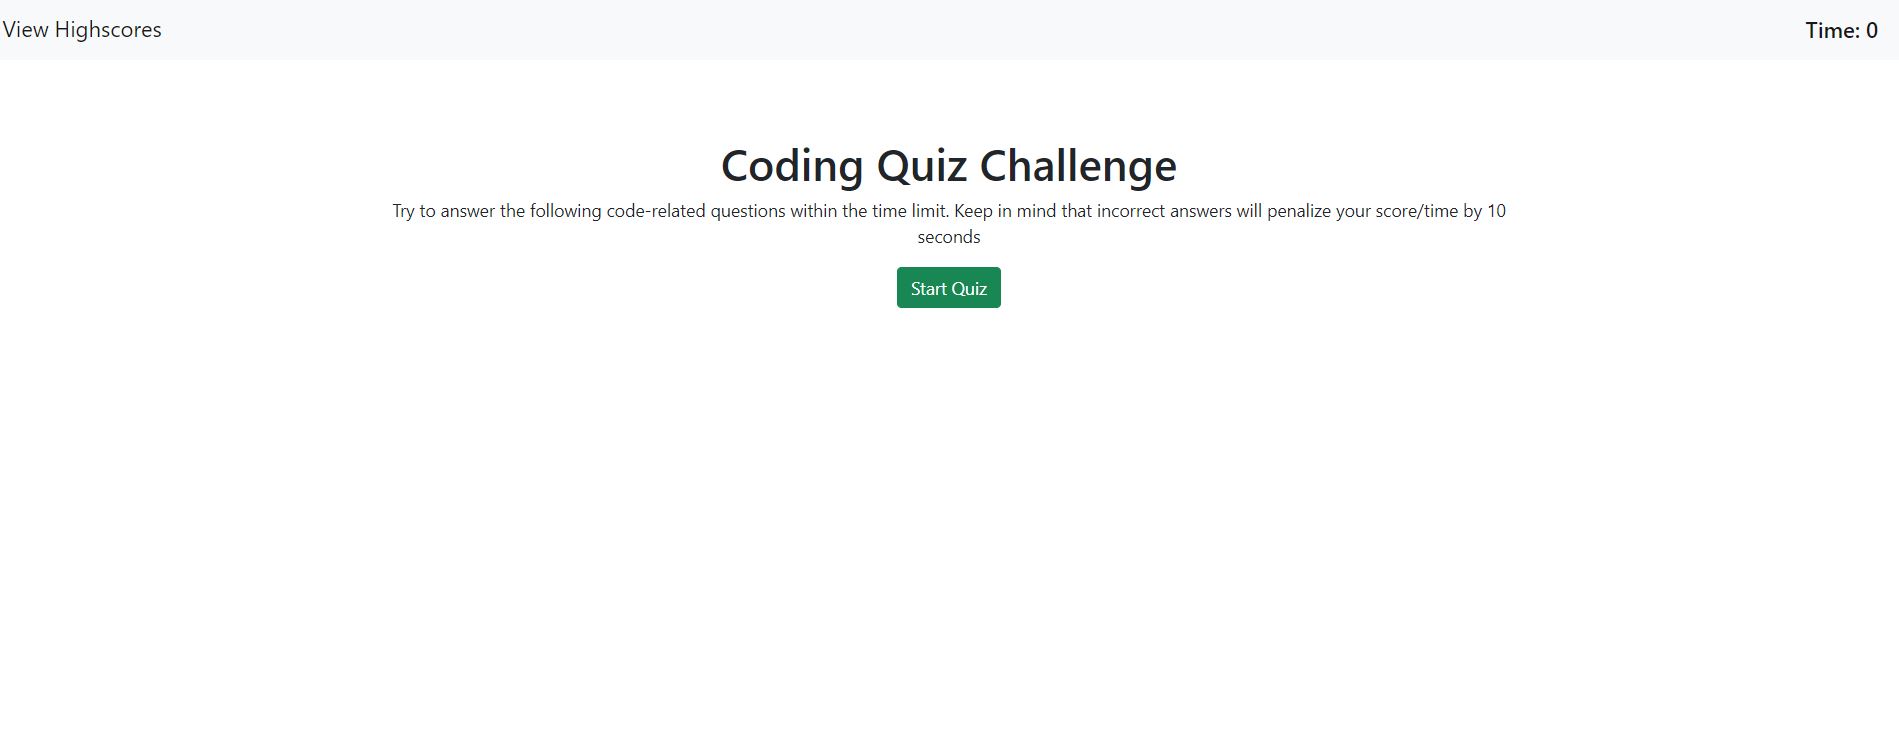 View Highscores
Time: 0
Coding Quiz Challenge
Try to answer the following code-related questions within the time limit. Keep in mind that incorrect answers will penalize your score/time by 10
seconds
Start Quiz